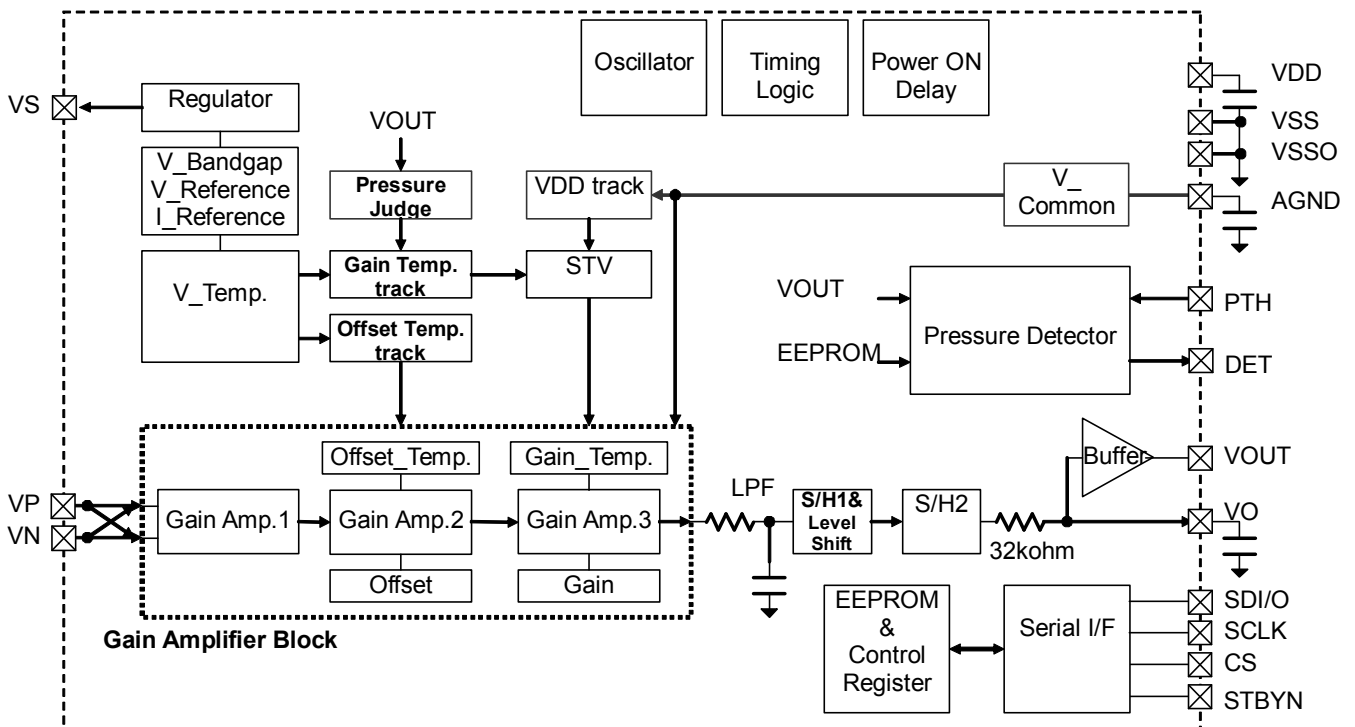 Oscillator
Timing
Logic
Power ON
Delay
VDD
VS
Regulator
VOUT
VSS
VSSO
V_Bandgap
V_Reference
I_Reference
Pressure
Judge
VDD track
V_
Common
AGND
V_Temp.
Gain Temp.
track
STV
VOUT
PTH
Pressure Detector
Offset Temp.
track
EEPROM
DET
Offset_Temp.
Gain_Temp.
Buffer
VOUT
VP
VN
Gain Amp.1
Gain Amp.2
Gain Amp.3
LPF
S/H1&
Level
Shift
S/H2
32kohm
VO
Offset
Gain
Gain Amplifier Block
EEPROM
&
Control
Register
Serial I/F
SDI/O
SCLK
CS
STBYN